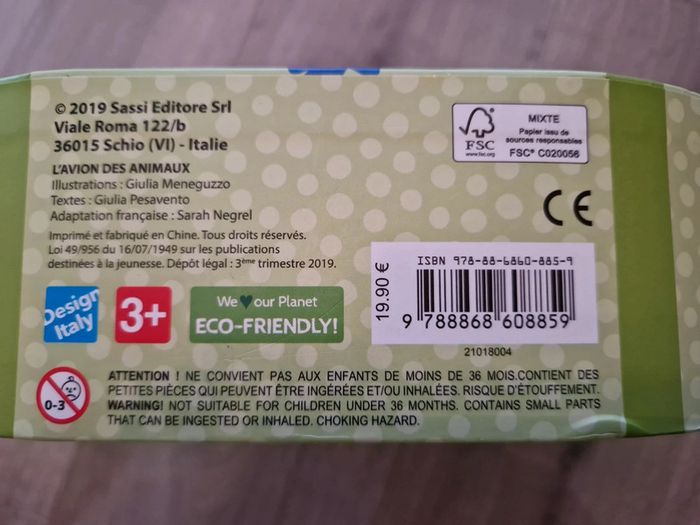 © 2019 Sassi Editore Srl
Viale Roma 122/b
36015 Schio (VI) - Italie
L'AVION DES ANIMAUX
Illustrations : Giulia Meneguzzo
Textes : Giulia Pesavento
Adaptation française : Sarah Negrel
Imprimé et fabriqué en Chine. Tous droits réservés.
Loi 49/956 du 16/07/1949 sur les publications
destinées à la jeunesse. Dépôt légal : 3ème trimestre 2019.
FSC
www.fsc.org
MIXTE
Papier issu de
sources responsables
FSC® C020056
CE
19.90 €
ISBN 978-88-6860-885-9
9 788868 608859
21018004
Design
Italy
3+
We ♥ our Planet
ECO-FRIENDLY!
0-3
ATTENTION ! NE CONVIENT PAS AUX ENFANTS DE MOINS DE 36 MOIS.CONTIENT DES
PETITES PIÈCES QUI PEUVENT ÊTRE INGÉRÉES ET/OU INHALÉES. RISQUE D'ÉTOUFFEMENT.
WARNING! NOT SUITABLE FOR CHILDREN UNDER 36 MONTHS. CONTAINS SMALL PARTS
THAT CAN BE INGESTED OR INHALED. CHOKING HAZARD.